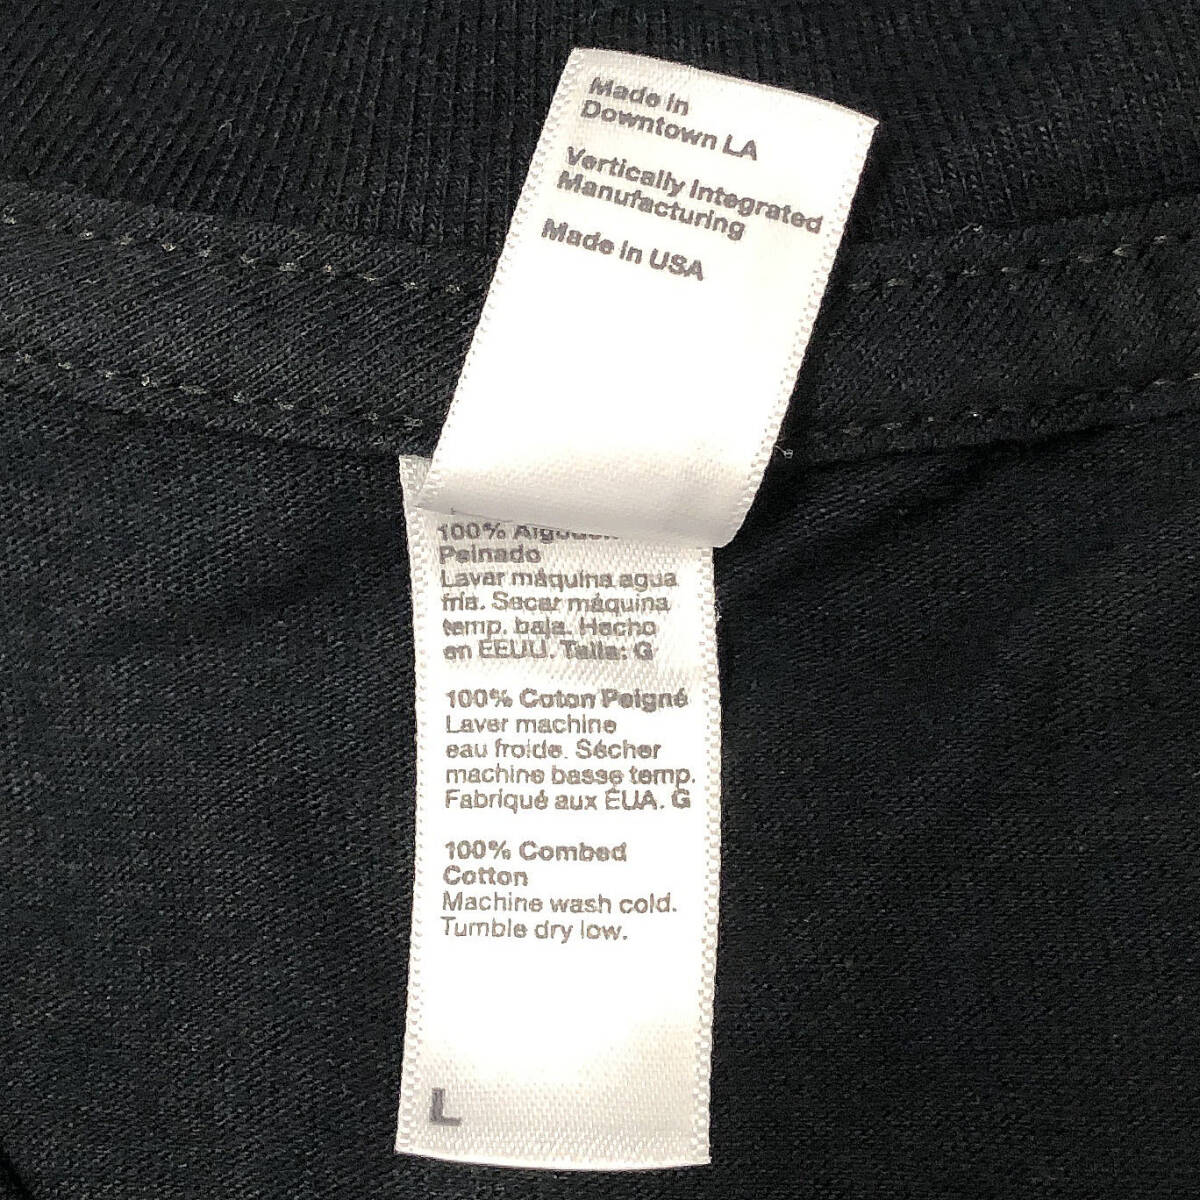 Made in
Downtown LA
Vertically Integrated
Manufacturing
Made in USA
100%
Peinado
Lavar máquina agua
fría. Secar máquina
temp. baja. Hecho
en EEUU. Talla: G
100% Coton Peigné
Laver machine
eau froide. Sécher
machine basse temp.
Fabriqué aux ÉUA. G
100% Combed
Cotton
Machine wash cold.
Tumble dry low.
L